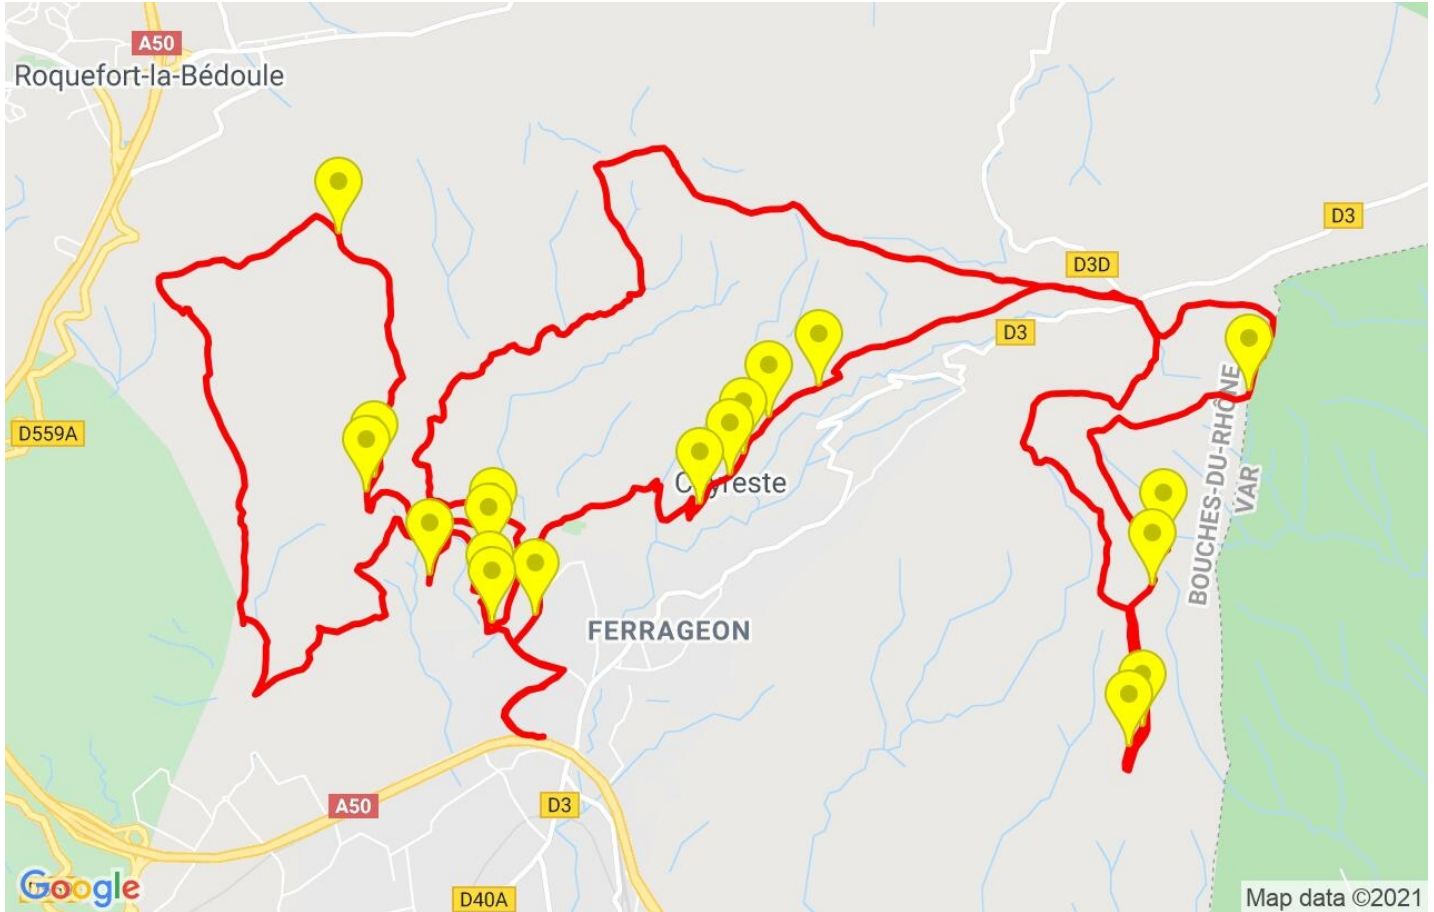 A50
Roquefort-la-Bédoule
D3
D3D
D3
D559A
BOUCHES-DU-RHÔNE
VAR
FERRAGEON
A50
D3
D40A
Google
Map data ©2021